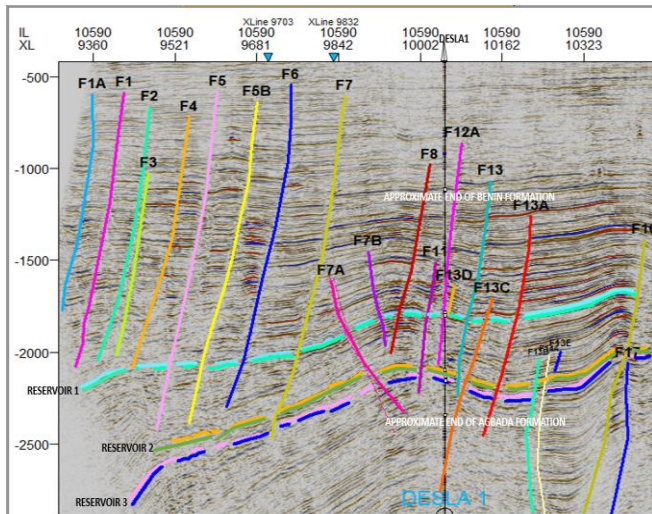 XLine 9703 XLine 9832
IL 10590 10590 10590 10590 10590 10590 10590
XL 9360 9521 9681 9842 10002 10162 10323
DESLA1
-500
F1A F1 F2 F4 F5 F5B F6 F7
F12A
F3 F8 F13
-1000
APPROXIMATE END OF BENIN FORMATION
F13A
F7B F11
-1500
F7A F13D F13C
F13E
-2000
F17
RESERVOIR 1
APPROXIMATE END OF AGBADA FORMATION
RESERVOIR 2
-2500
RESERVOIR 3
DESLA 1